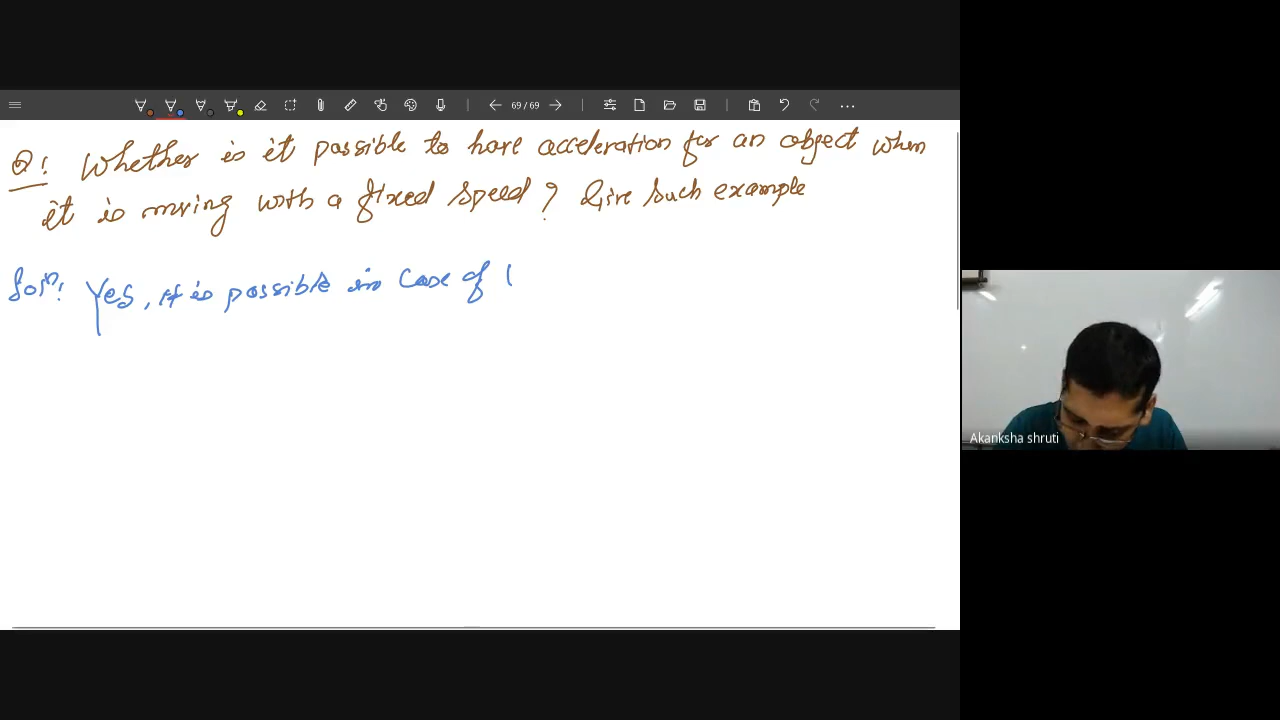 69/69
Q! Whether is it possible to have acceleration for an object when
it is moving with a fixed speed? Give such example
Solⁿ! Yes, it is possible in case of
Akanksha shruti